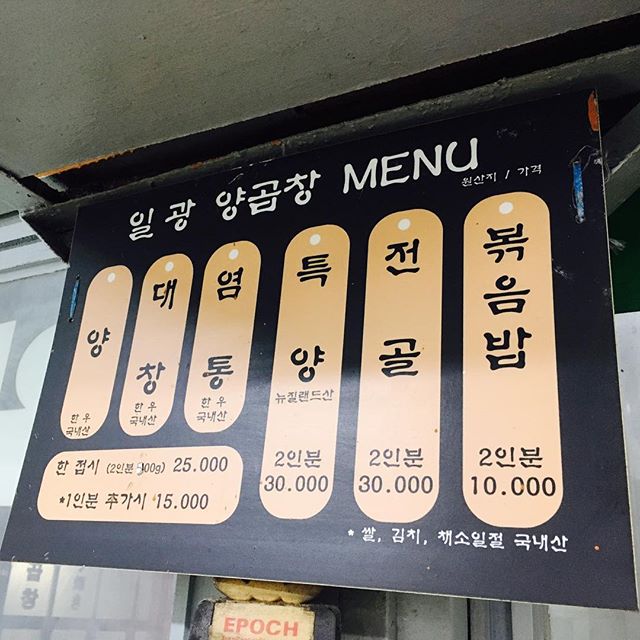 일광 양곱창 MENU
원산지 / 가격
양
한우
국내산
대창
한우
국내산
염통
한우
국내산
한 접시 (2인분 400g) 25.000
*1인분 추가시 15.000
특양
뉴질랜드산
2인분
30.000
전골
2인분
30.000
볶음밥
2인분
10.000
* 쌀, 김치, 채소일절 국내산
EPOCH
곱창